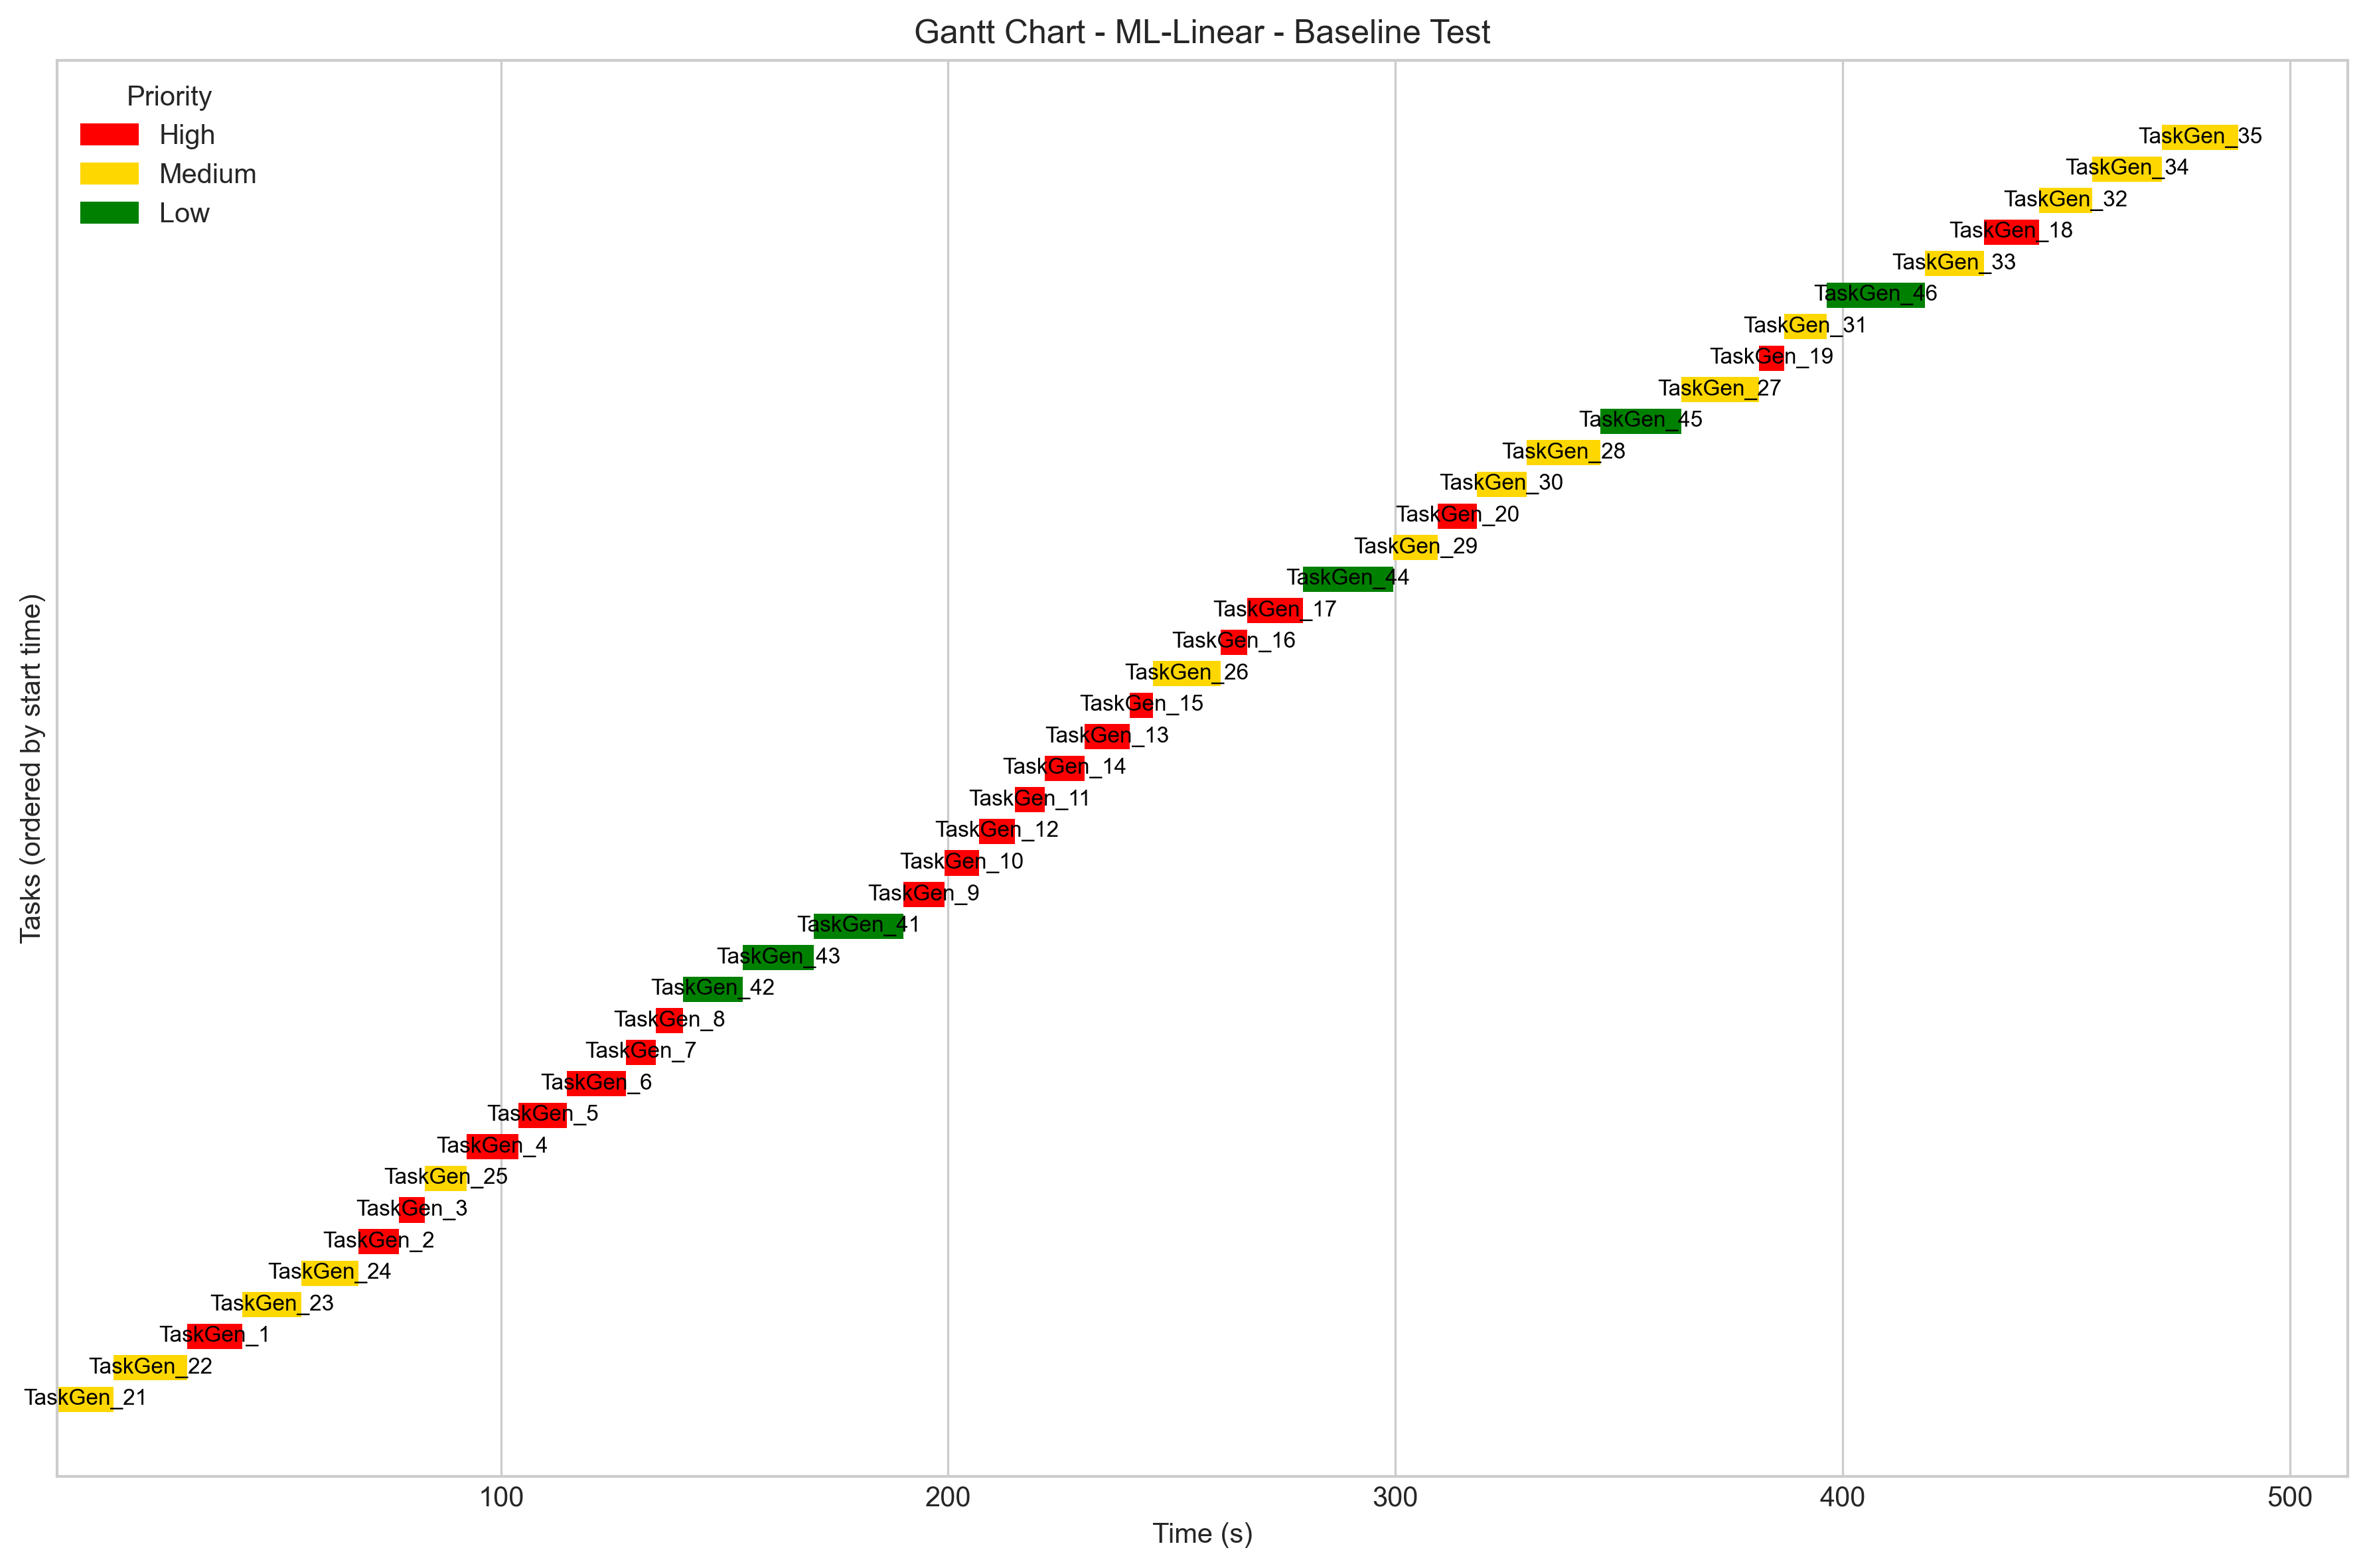 Gantt Chart - ML-Linear - Baseline Test
Priority
High
Medium
Low
TaskGen_35
TaskGen_34
TaskGen_32
TaskGen_18
TaskGen_33
TaskGen_46
TaskGen_31
TaskGen_19
TaskGen_27
TaskGen_45
TaskGen_28
TaskGen_30
TaskGen_20
TaskGen_29
TaskGen_44
TaskGen_17
TaskGen_16
TaskGen_26
TaskGen_15
TaskGen_13
TaskGen_14
TaskGen_11
TaskGen_12
TaskGen_10
TaskGen_9
TaskGen_41
TaskGen_43
TaskGen_42
TaskGen_8
TaskGen_7
TaskGen_6
TaskGen_5
TaskGen_4
TaskGen_25
TaskGen_3
TaskGen_2
TaskGen_24
TaskGen_23
TaskGen_1
TaskGen_22
TaskGen_21
Tasks (ordered by start time)
100 200 300 400 500
Time (s)